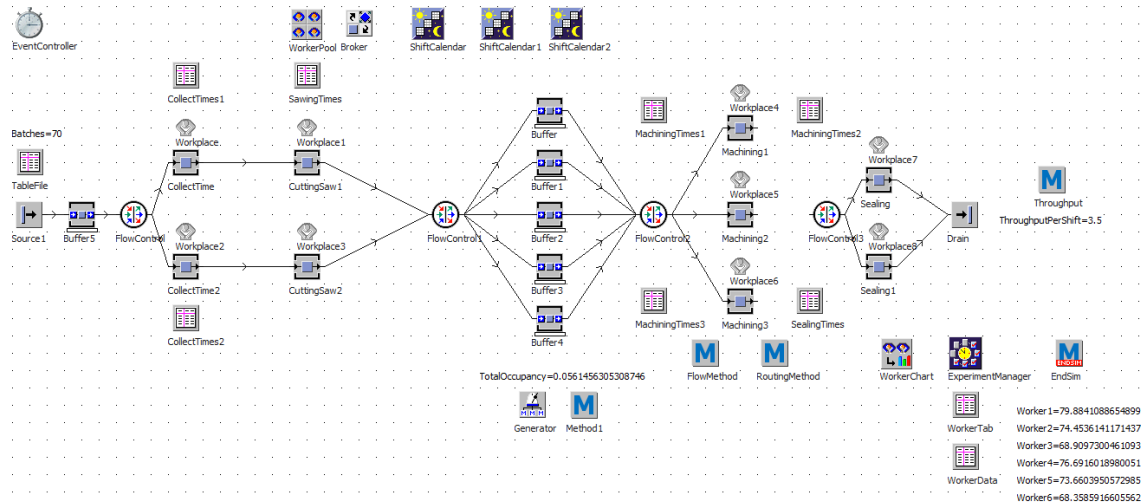 EventController
WorkerPool
Broker
ShiftCalendar
ShiftCalendar1
ShiftCalendar2
CollectTimes1
SawingTimes
Buffer
MachiningTimes1
Workplace4
MachiningTimes2
Batches=70
Workplace.
Workplace1
Machining1
Workplace7
TableFile
CollectTime
CuttingSaw1
Buffer1
Workplace5
Sealing
M
Throughput
ThroughputPerShift=3.5
Source1
Buffer5
FlowControl
Workplace2
Workplace3
FlowControl1
Buffer2
FlowControl2
Machining2
FlowControl3
Workplace8
Drain
CollectTime2
CuttingSaw2
Buffer3
Workplace6
Sealing1
CollectTimes2
Buffer4
MachiningTimes3
Machining3
SealingTimes
M
FlowMethod
M
RoutingMethod
WorkerChart
ExperimentManager
M
ENDSIM
EndSim
TotalOccupancy=0.0561456305308746
M M M
Generator
M
Method1
WorkerTab
WorkerData
Worker1=79.8841088654899
Worker2=74.4536141171437
Worker3=68.9097300461093
Worker4=76.6916018980051
Worker5=73.6603950572985
Worker6=68.3585916605562